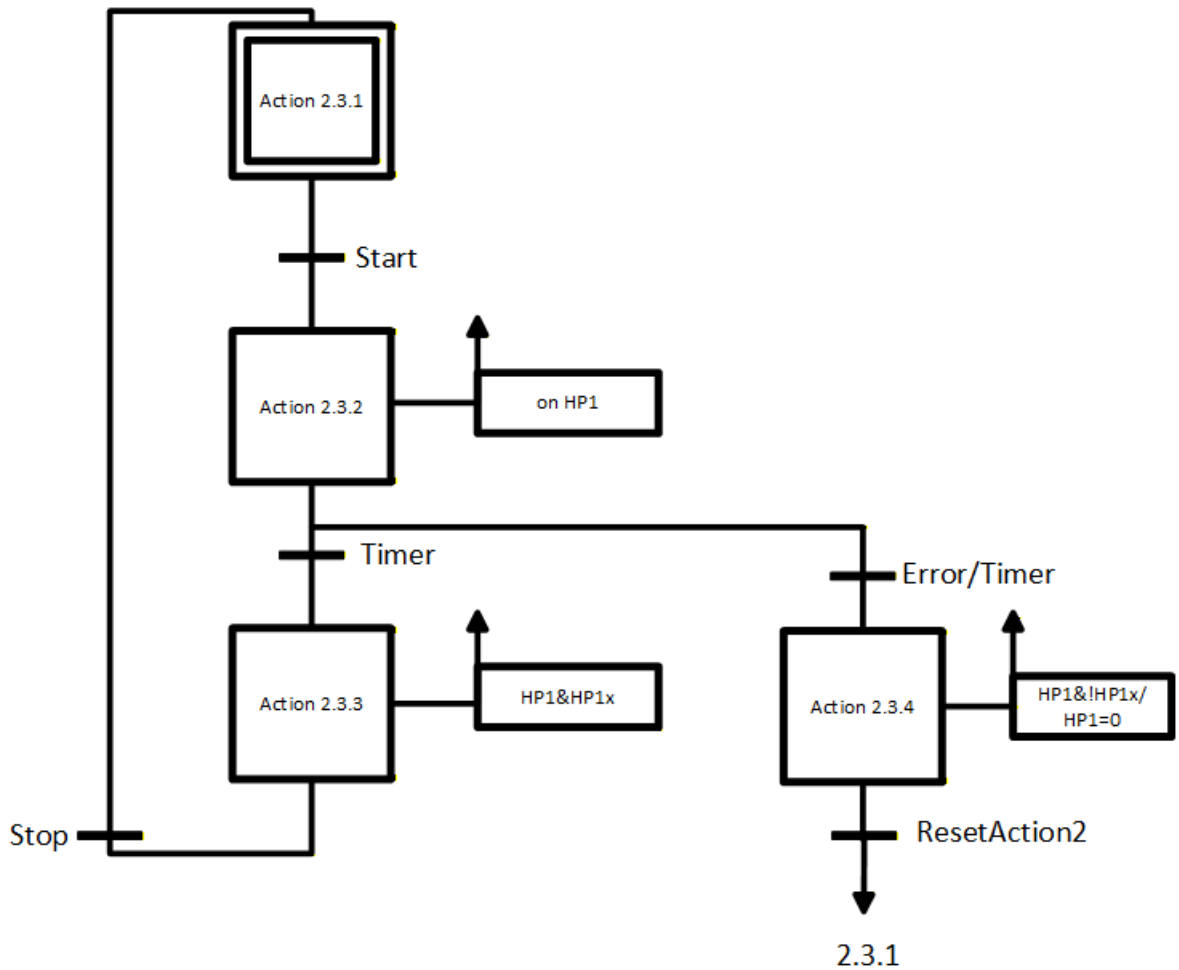 Action 2.3.1
Start
Action 2.3.2
on HP1
Timer
Error/Timer
Action 2.3.3
HP1&HP1x
Action 2.3.4
HP1&!HP1x/
HP1=0
Stop
ResetAction2
2.3.1